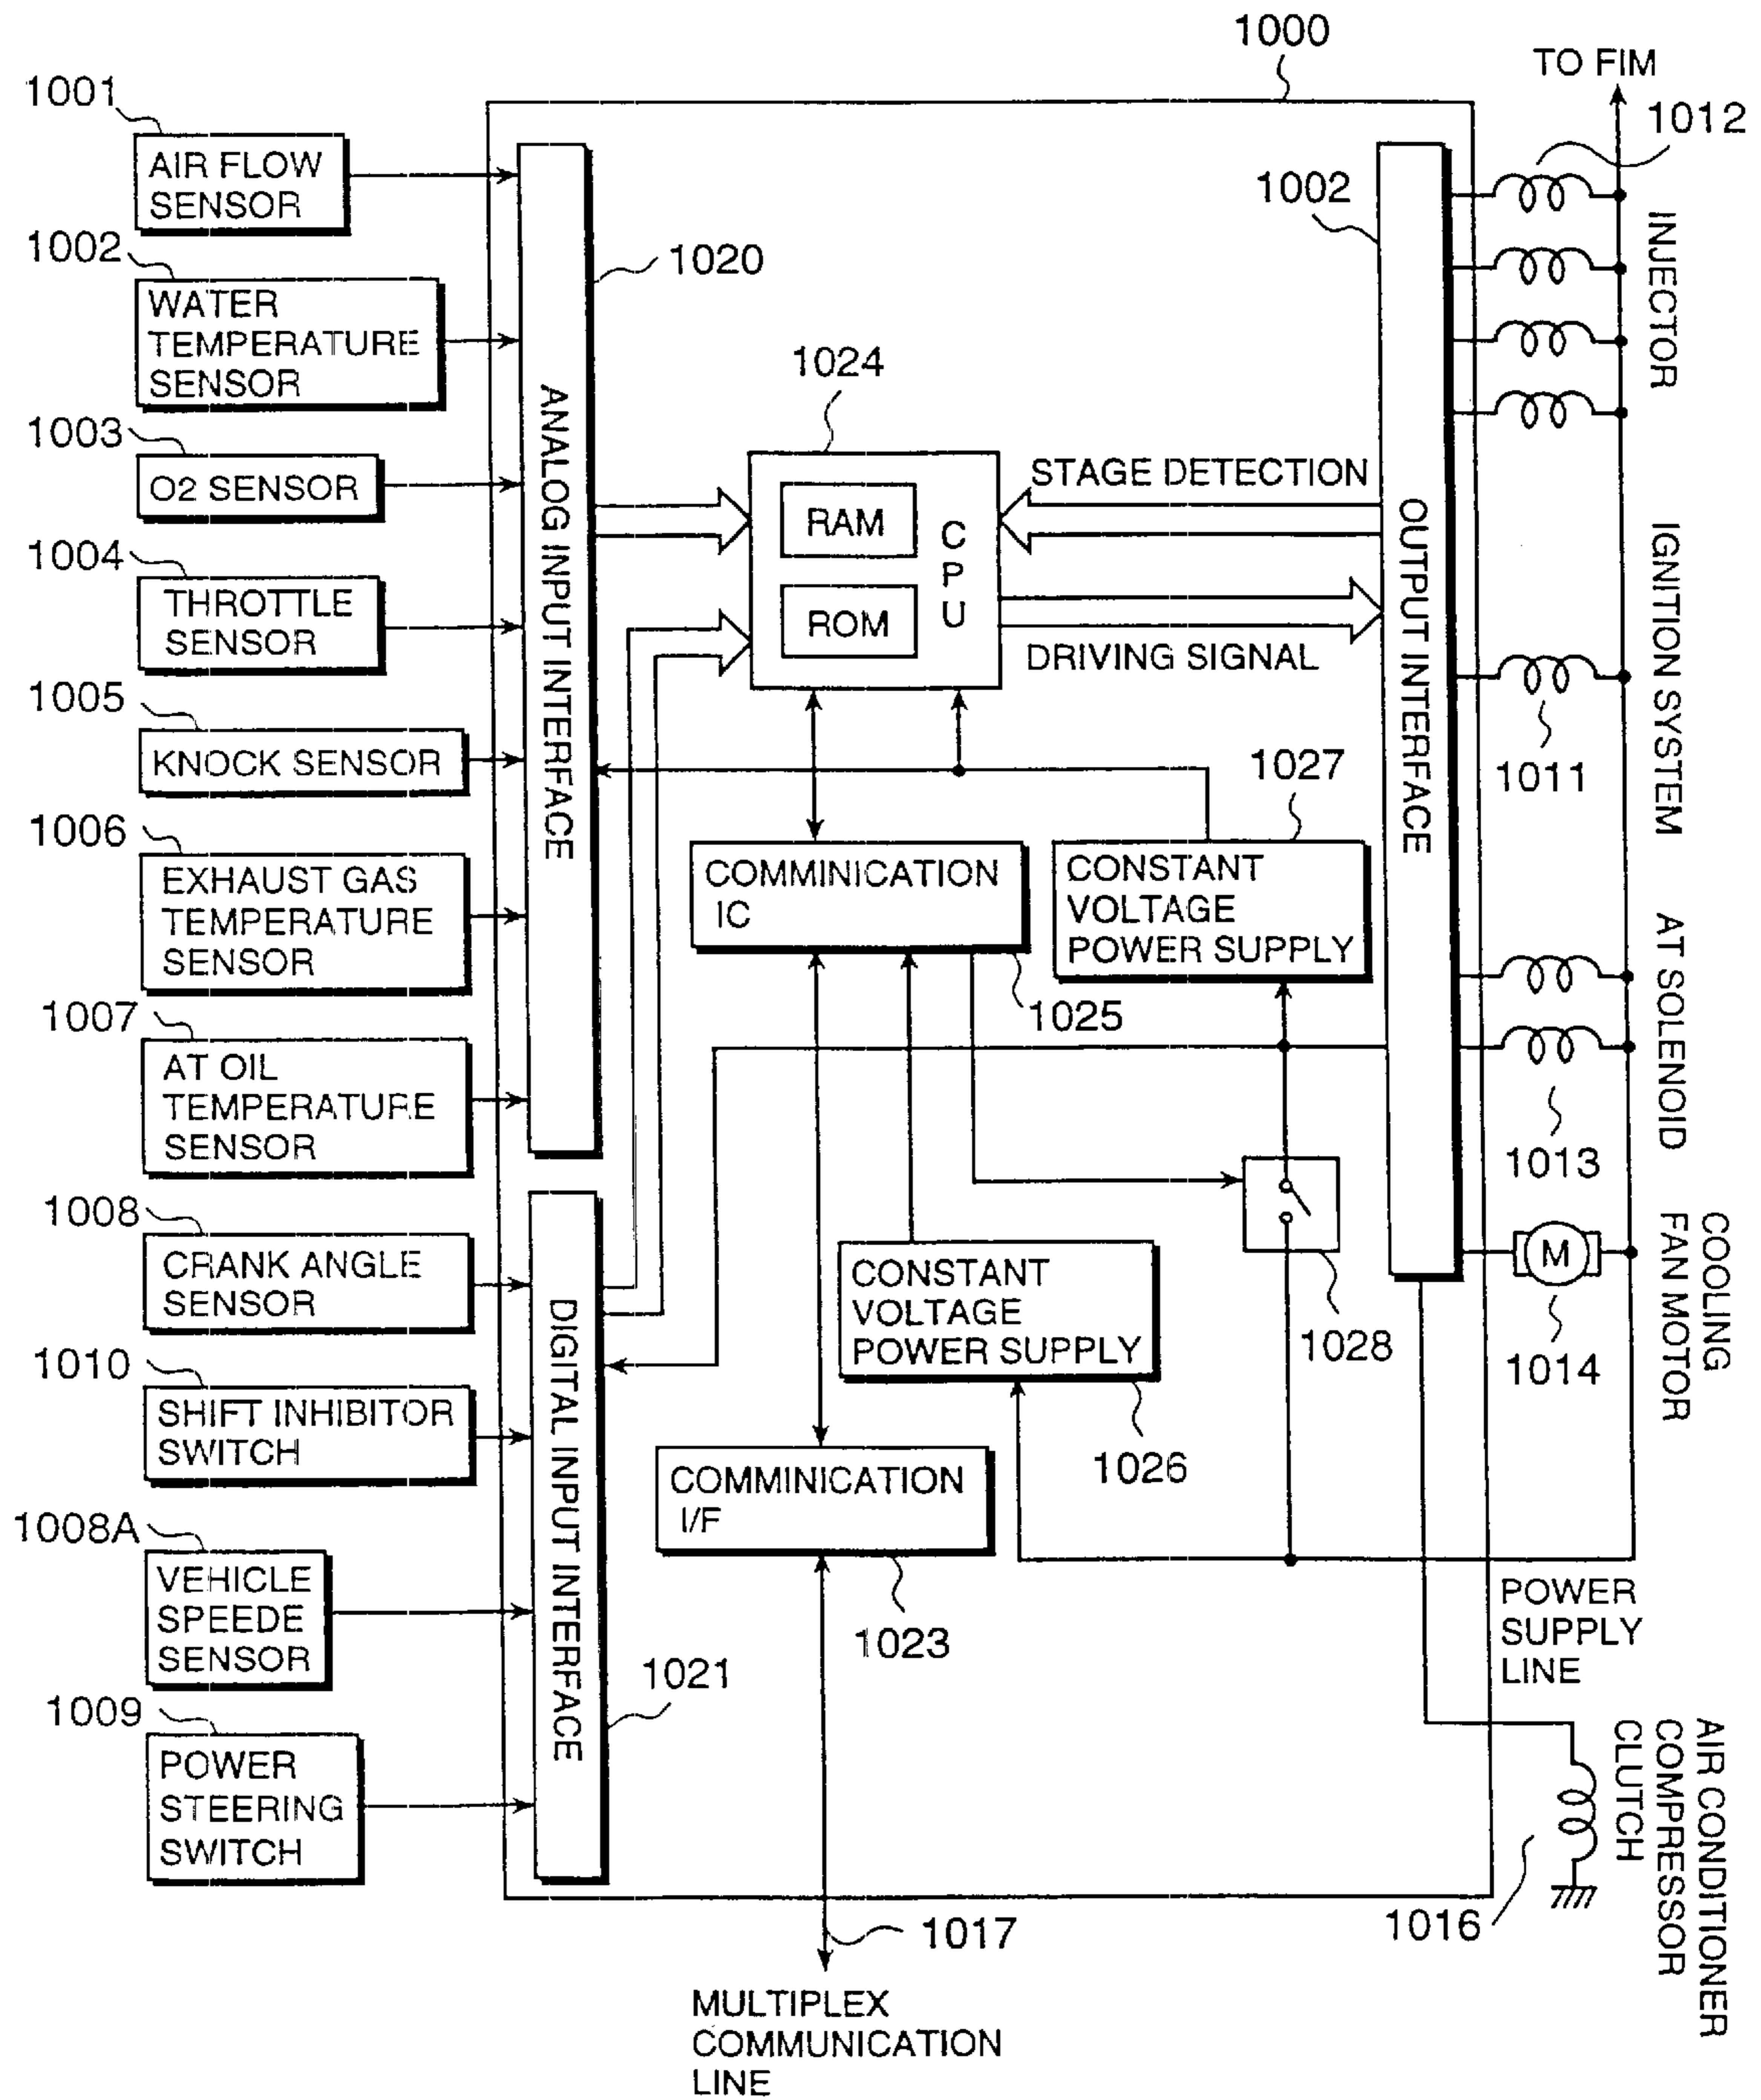 1000
TO FIM
1001
AIR FLOW
SENSOR
1012
1002
WATER
TEMPERATURE
SENSOR
1020
1002
INJECTOR
1003
O2 SENSOR
1024
RAM
ROM
CPU
STAGE DETECTION
DRIVING SIGNAL
ANALOG INPUT INTERFACE
OUTPUT INTERFACE
1004
THROTTLE
SENSOR
IGNITION SYSTEM
1011
1005
KNOCK SENSOR
1027
CONSTANT
VOLTAGE
POWER SUPPLY
COMMINICATION
IC
1025
1006
EXHAUST GAS
TEMPERATURE
SENSOR
AT SOLENOID
1013
1007
AT OIL
TEMPERATURE
SENSOR
1008
CRANK ANGLE
SENSOR
DIGITAL INPUT INTERFACE
CONSTANT
VOLTAGE
POWER SUPPLY
1026
1028
M
1014
COOLING
FAN MOTOR
1010
SHIFT INHIBITOR
SWITCH
COMMINICATION
I/F
1023
1008A
VEHICLE
SPEEDE
SENSOR
1021
POWER
SUPPLY
LINE
1009
POWER
STEERING
SWITCH
AIR CONDITIONER
COMPRESSOR
CLUTCH
1016
1017
MULTIPLEX
COMMUNICATION
LINE